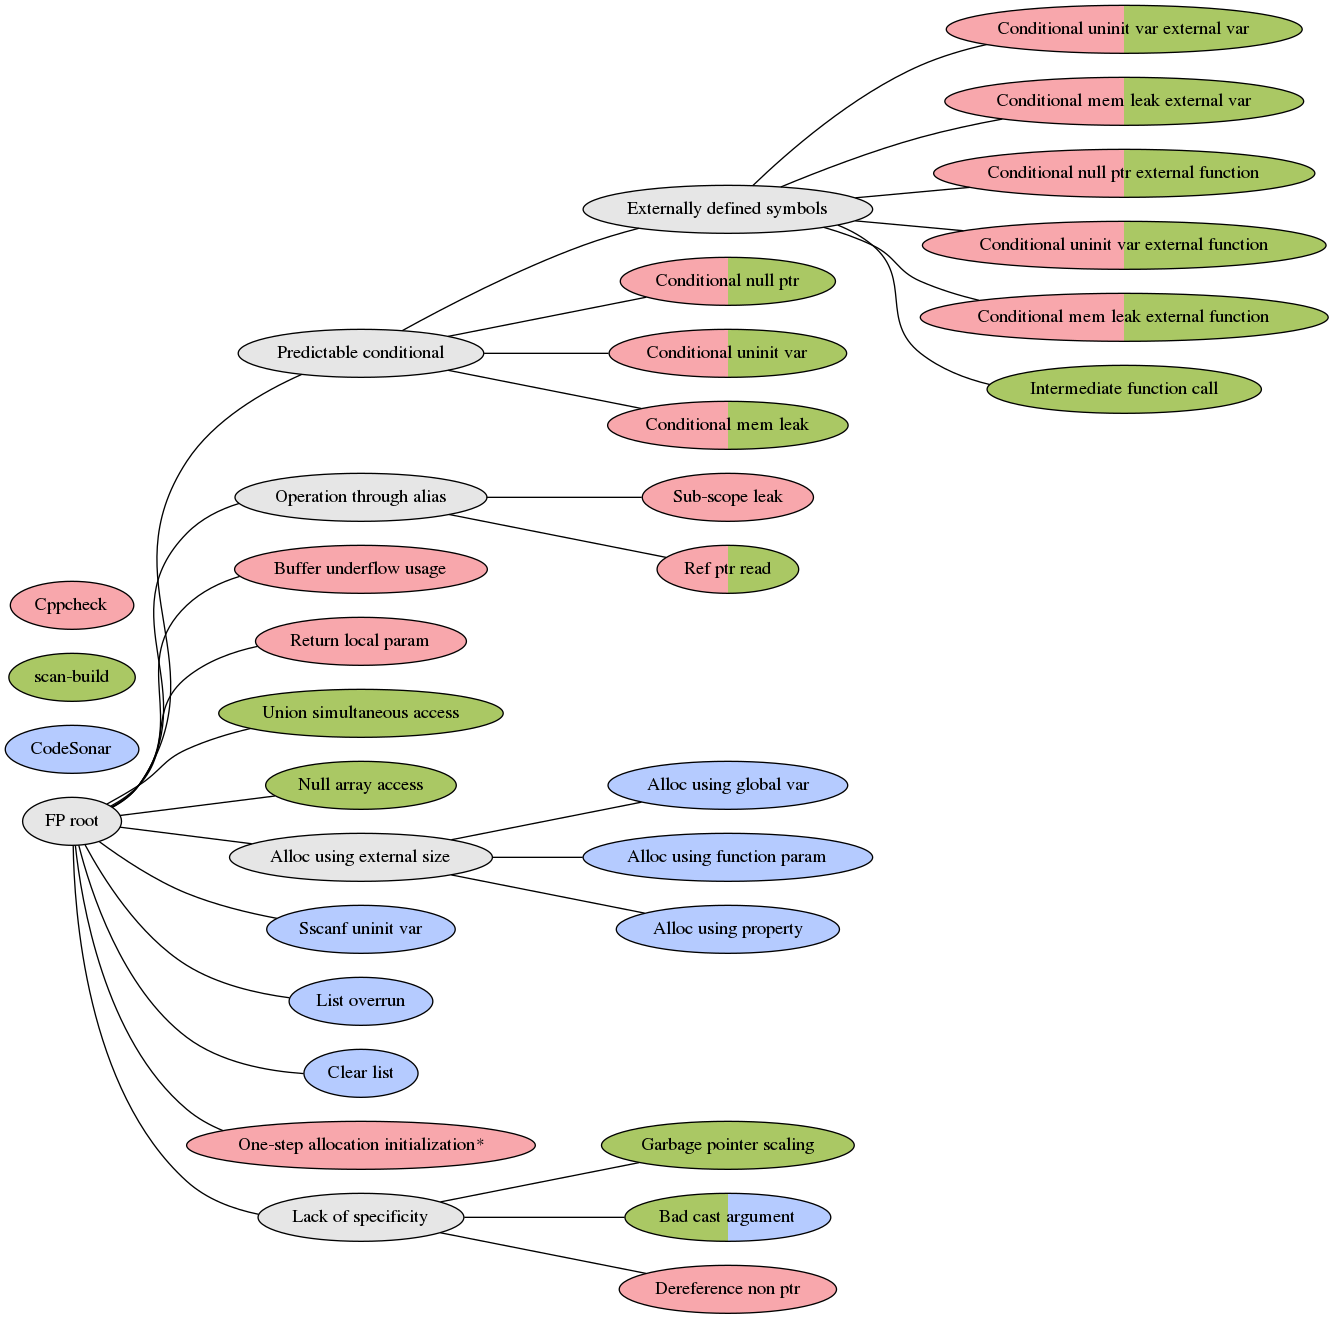 Conditional uninit var external var
Conditional mem leak external var
Conditional null ptr external function
Externally defined symbols
Conditional uninit var external function
Conditional null ptr
Conditional mem leak external function
Predictable conditional
Conditional uninit var
Intermediate function call
Conditional mem leak
Operation through alias
Sub-scope leak
Buffer underflow usage
Ref ptr read
Cppcheck
Return local param
scan-build
Union simultaneous access
CodeSonar
Null array access
Alloc using global var
FP root
Alloc using external size
Alloc using function param
Sscanf uninit var
Alloc using property
List overrun
Clear list
One-step allocation initialization*
Garbage pointer scaling
Lack of specificity
Bad cast argument
Dereference non ptr